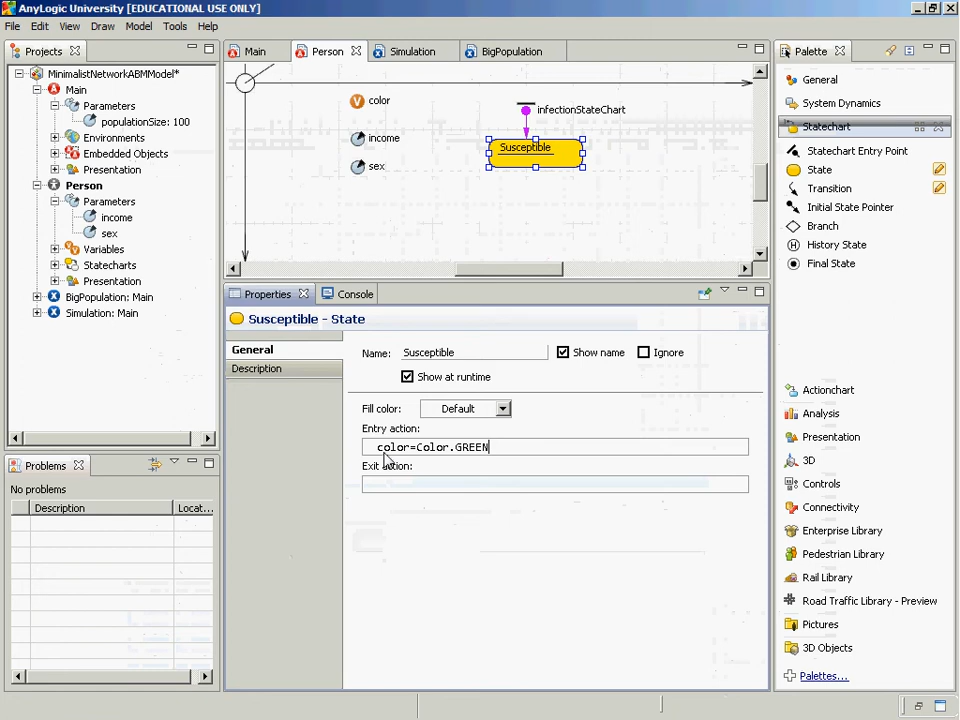 AnyLogic University [EDUCATIONAL USE ONLY]
File Edit View Draw Model Tools Help
Projects
MinimalistNetworkABMModel*
Main
Parameters
populationSize: 100
Environments
Embedded Objects
Presentation
Person
Parameters
income
sex
Variables
Statecharts
Presentation
BigPopulation: Main
Simulation: Main
Problems
No problems
Description Locat...
Main Person Simulation BigPopulation
color
income
sex
infectionStateChart
Susceptible
Properties Console
Susceptible - State
General
Description
Name: Susceptible Show name Ignore
Show at runtime
Fill color: Default
Entry action:
color=Color.GREEN
Exit action:
Palette
General
System Dynamics
Statechart
Statechart Entry Point
State
Transition
Initial State Pointer
Branch
History State
Final State
Actionchart
Analysis
Presentation
3D
Controls
Connectivity
Enterprise Library
Pedestrian Library
Rail Library
Road Traffic Library - Preview
Pictures
3D Objects
Palettes...